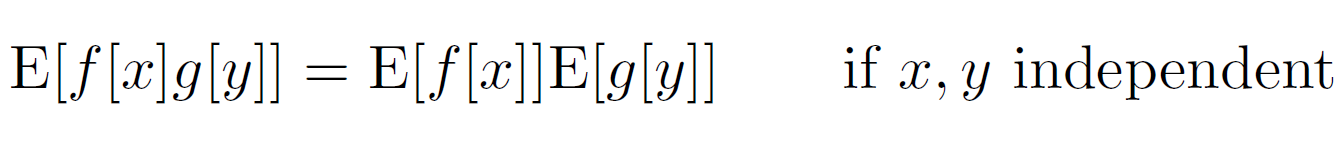 E[f[x]g[y]] = E[f[x]]E[g[y]] if x, y independent